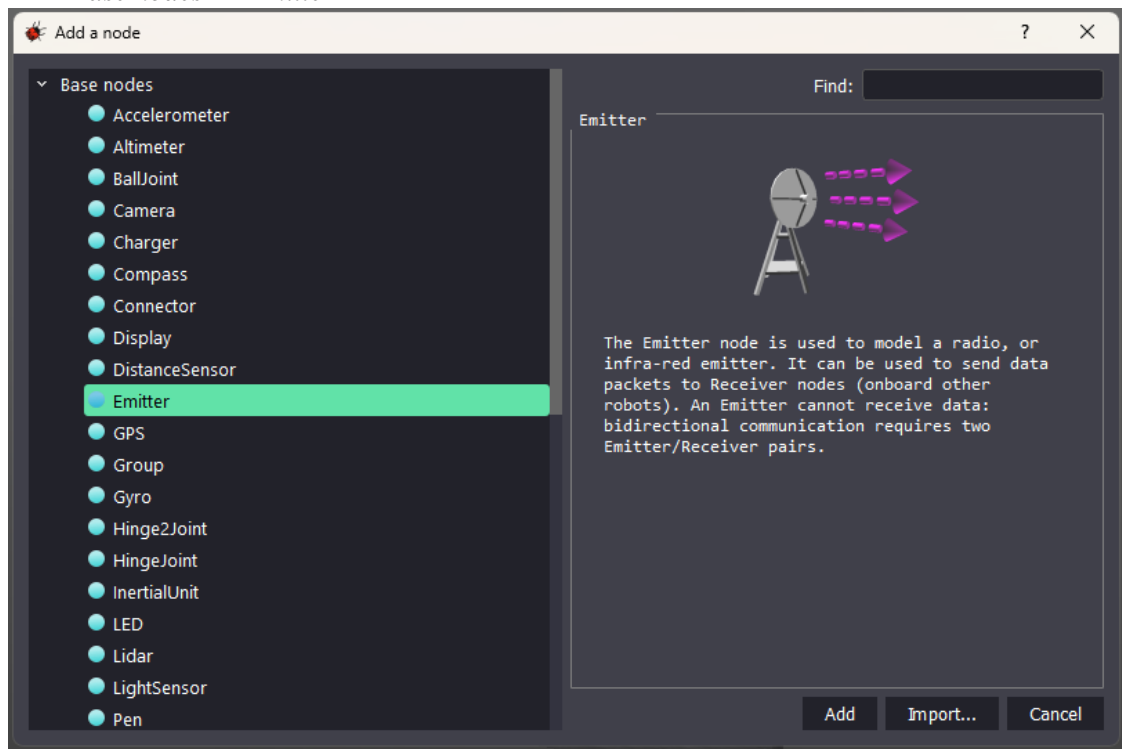 Add a node
?
Base nodes
Accelerometer
Altimeter
BallJoint
Camera
Charger
Compass
Connector
Display
DistanceSensor
Emitter
GPS
Group
Gyro
Hinge2Joint
HingeJoint
InertialUnit
LED
Lidar
LightSensor
Pen
Find:
Emitter
The Emitter node is used to model a radio, or
infra-red emitter. It can be used to send data
packets to Receiver nodes (onboard other
robots). An Emitter cannot receive data:
bidirectional communication requires two
Emitter/Receiver pairs.
Add
Import...
Cancel